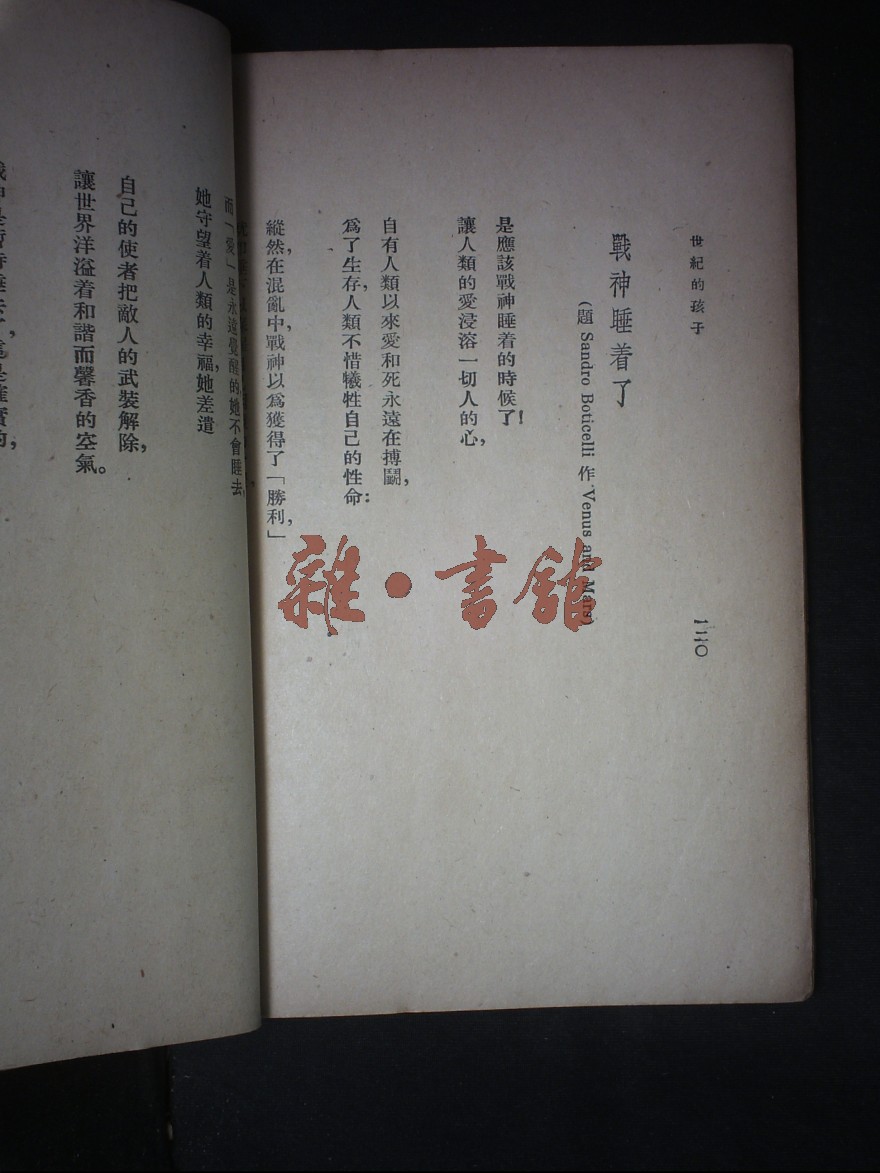 世紀的孩子
一二〇
戰神睡着了
(題 Sandro Boticelli 作 Venus and Mars)
是應該戰神睡着的時候了!
讓人類的愛浸溶一切人的心,
自有人類以來愛和死永遠在搏鬭,
爲了生存,人類不惜犧牲自己的性命:
縱然在混亂中,戰神以爲獲得了「勝利,」
而「愛」是永遠覺醒的,她不會睡去,
她守望着人類的幸福,她差遣
自己的使者把敵人的武裝解除,
讓世界洋溢着和諧而馨香的空氣。
雜·書館